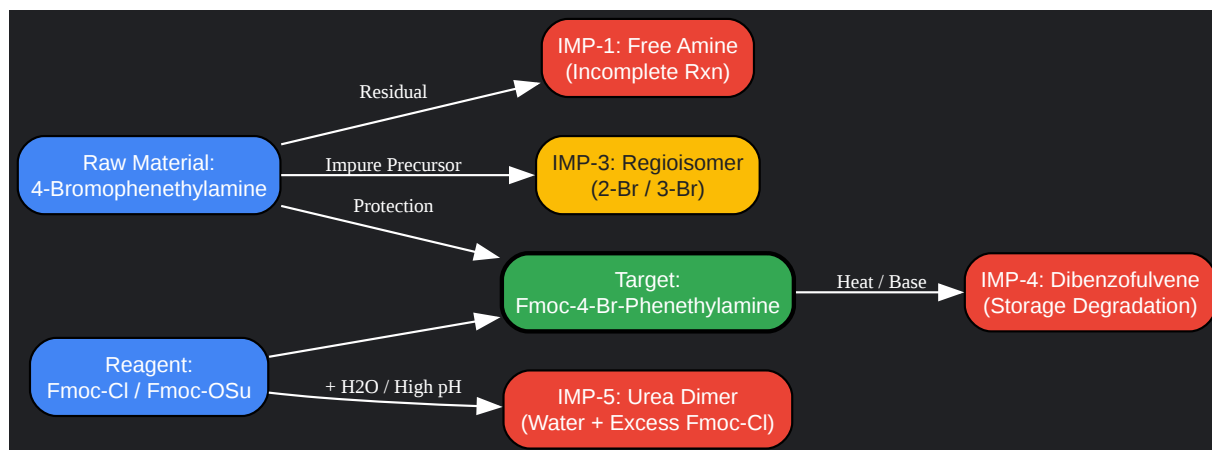 IMP-1: Free Amine
(Incomplete Rxn)
Residual
Raw Material:
4-Bromophenethylamine
Impure Precursor
IMP-3: Regioisomer
(2-Br / 3-Br)
Protection
Target:
Fmoc-4-Br-Phenethylamine
Heat / Base
IMP-4: Dibenzofulvene
(Storage Degradation)
Reagent:
Fmoc-Cl / Fmoc-OSu
+ H2O / High pH
IMP-5: Urea Dimer
(Water + Excess Fmoc-Cl)